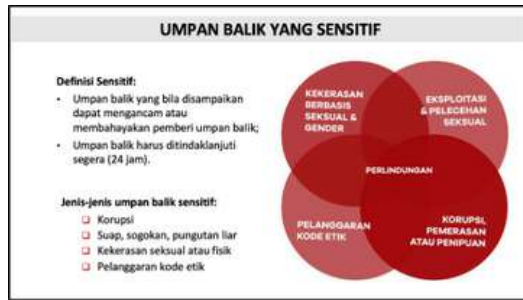 UMPAN BALIK YANG SENSITIF
Definisi Sensitif:
• Umpan balik yang bila disampaikan
dapat mengancam atau
membahayakan pemberi umpan balik;
• Umpan balik harus ditindaklanjuti
segera (24 jam).
Jenis-jenis umpan balik sensitif:
❑ Korupsi
❑ Suap, sogokan, pungutan liar
❑ Kekerasan seksual atau fisik
❑ Pelanggaran kode etik
KEKERASAN
BERBASIS
SEKSUAL &
GENDER
EKSPLOITASI
& PELECEHAN
SEKSUAL
PERLINDUNGAN
PELANGGARAN
KODE ETIK
KORUPSI,
PEMERASAN
ATAU PENIPUAN